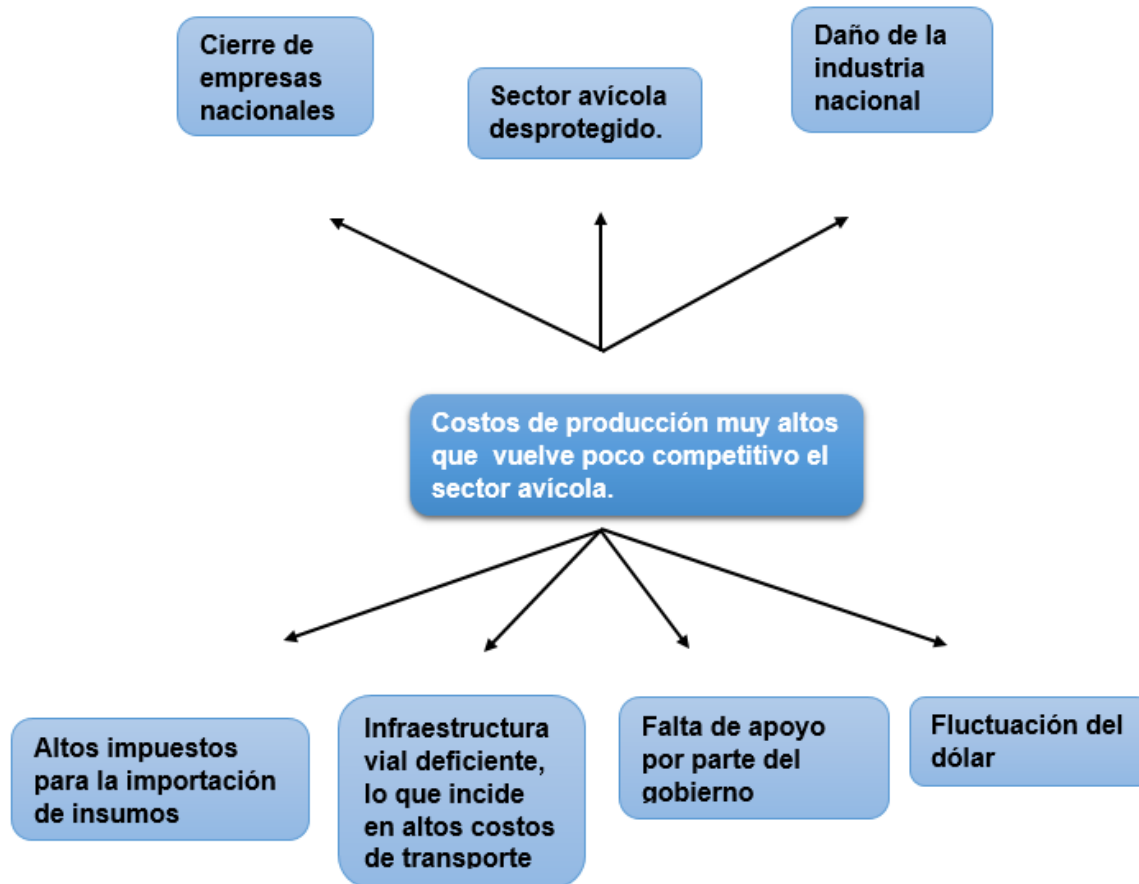 Cierre de
empresas
nacionales
Sector avícola
desprotegido.
Daño de la
industria
nacional
Costos de producción muy altos
que  vuelve poco competitivo el
sector avícola.
Altos impuestos
para la importación
de insumos
Infraestructura
vial deficiente,
lo que incide
en altos costos
de transporte
Falta de apoyo
por parte del
gobierno
Fluctuación del
dólar